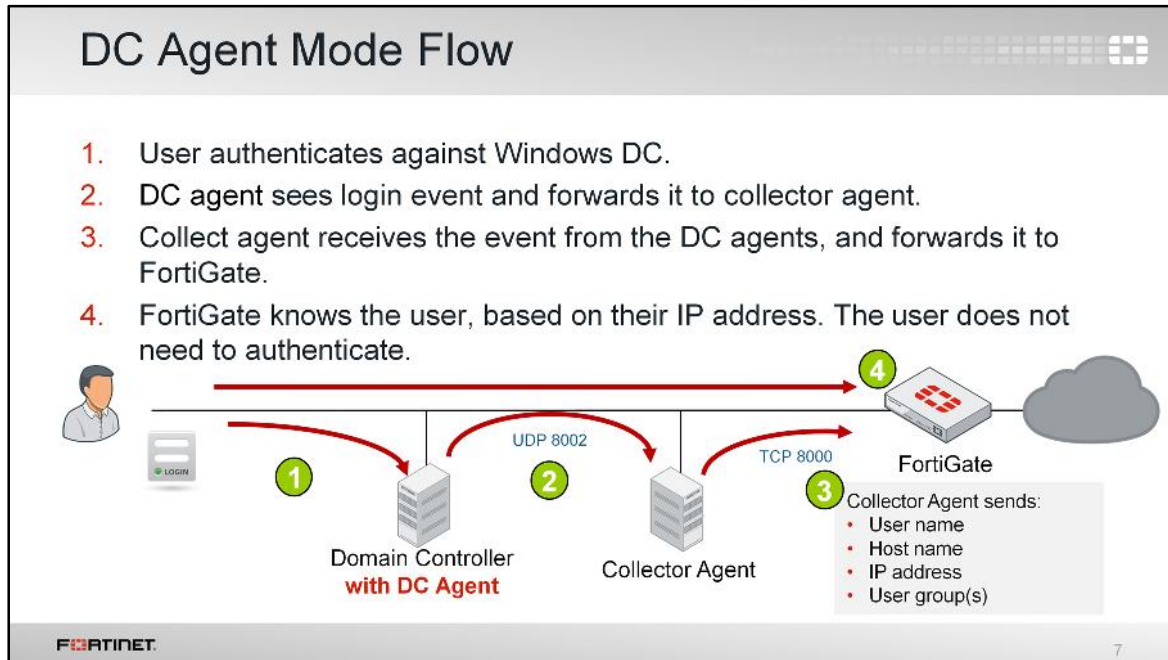 DC Agent Mode Flow
1. User authenticates against Windows DC.
2. DC agent sees login event and forwards it to collector agent.
3. Collect agent receives the event from the DC agents, and forwards it to
FortiGate.
4. FortiGate knows the user, based on their IP address. The user does not
need to authenticate.
4
UDP 8002
TCP 8000
LOGIN
1
2
3
FortiGate
Domain Controller
with DC Agent
Collector Agent
Collector Agent sends:
• User name
• Host name
• IP address
• User group(s)
FORTINET
7